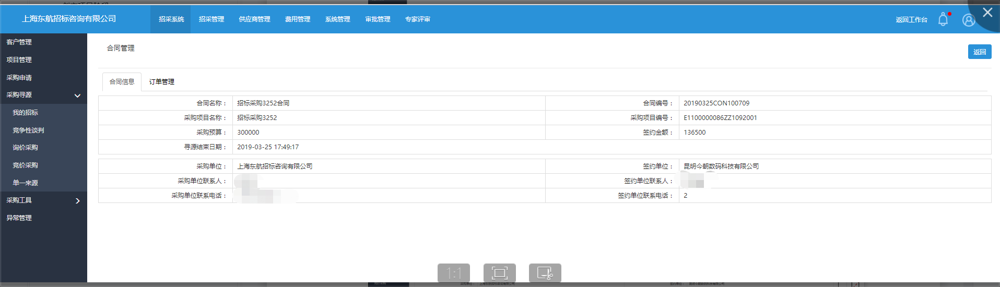 上海东航招标咨询有限公司 招采系统 招采管理 供应商管理 费用管理 系统管理 审批管理 专家评审 返回工作台
客户管理
项目管理
采购申请
采购寻源
我的招标
竞争性谈判
询价采购
竞价采购
单一来源
采购工具
异常管理
合同管理
返回
合同信息 订单管理
合同名称： 招标采购3252合同 合同编号： 20190325CON100709
采购项目名称： 招标采购3252 采购项目编号： E1100000086ZZ1092001
采购预算： 300000 签约金额： 136500
寻源结束日期： 2019-03-25 17:49:17
采购单位： 上海东航招标咨询有限公司 签约单位： 昆明今朝数码科技有限公司
采购单位联系人： 签约单位联系人：
采购单位联系电话： 签约单位联系电话： 2
1:1